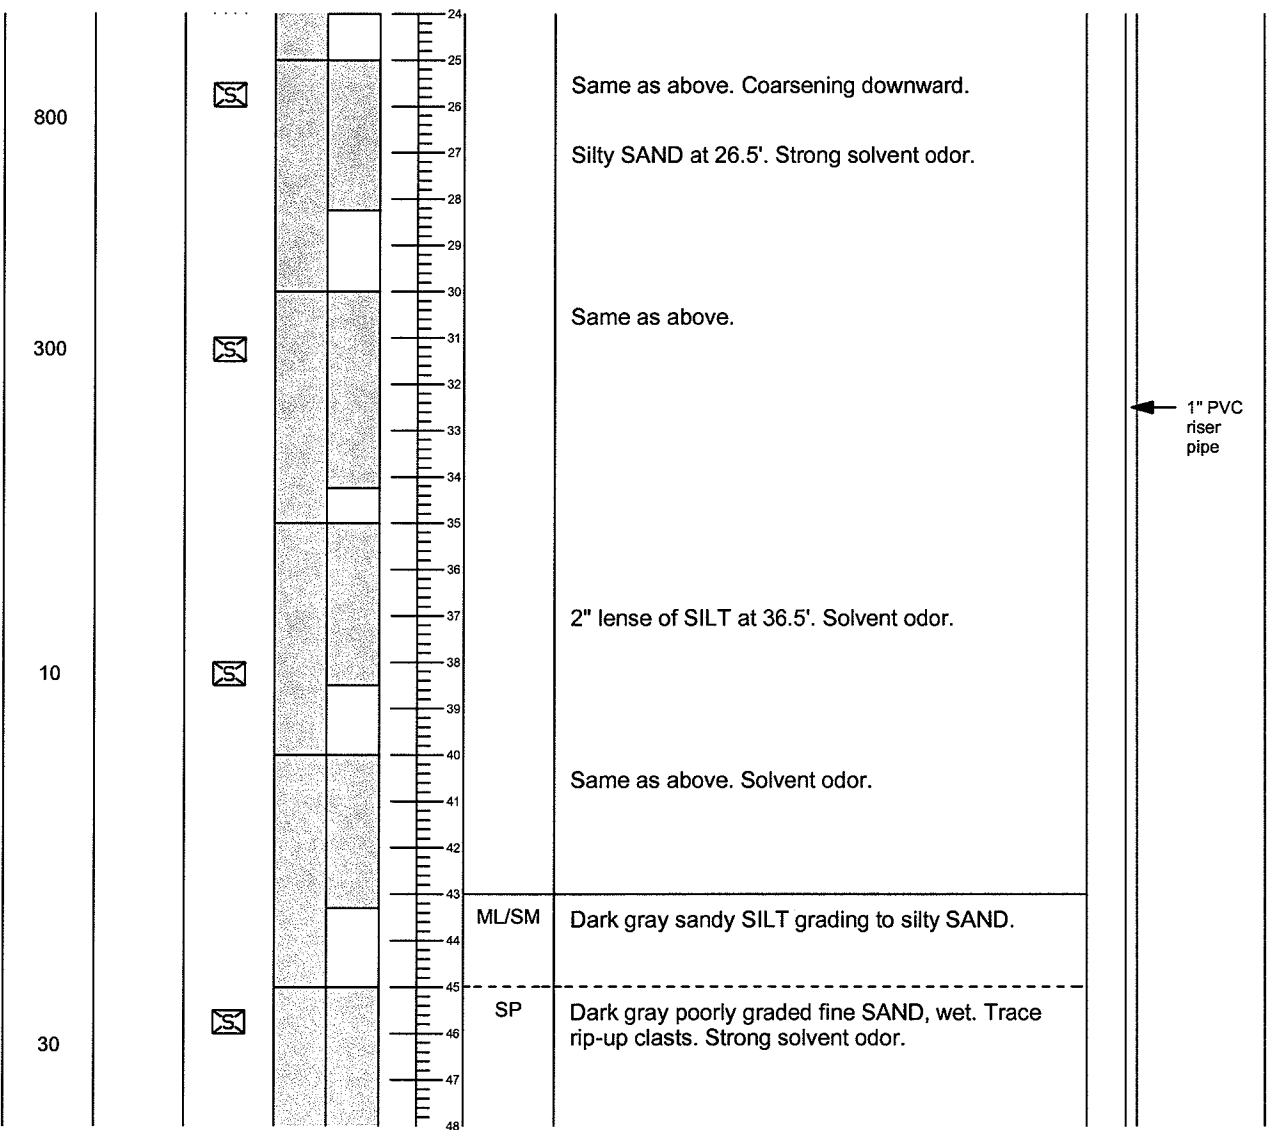 24
25
S
Same as above. Coarsening downward.
26
800
27
Silty SAND at 26.5'. Strong solvent odor.
28
29
30
Same as above.
31
300
S
32
1" PVC
riser
pipe
33
34
35
36
37
2" lense of SILT at 36.5'. Solvent odor.
38
10
S
39
40
Same as above. Solvent odor.
41
42
43
ML/SM
Dark gray sandy SILT grading to silty SAND.
44
45
SP
Dark gray poorly graded fine SAND, wet. Trace
rip-up clasts. Strong solvent odor.
S
46
30
47
48